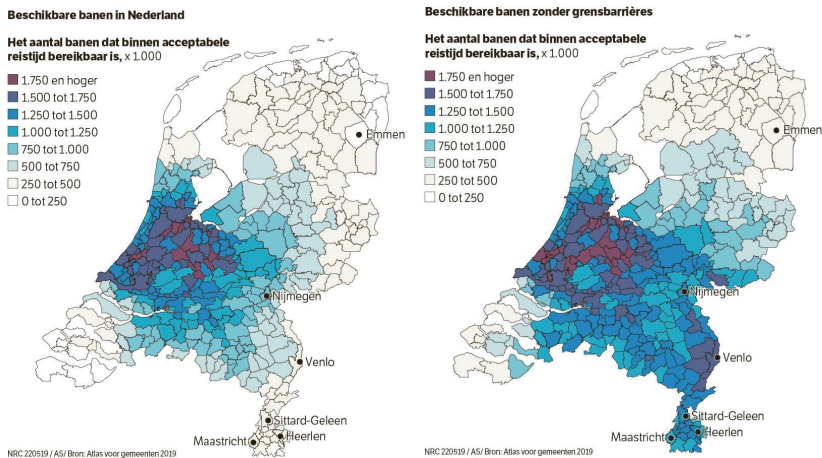 Beschikbare banen in Nederland
Het aantal banen dat binnen acceptabele
reistijd bereikbaar is, x 1.000
1.750 en hoger
1.500 tot 1.750
1.250 tot 1.500
1.000 tot 1.250
750 tot 1.000
500 tot 750
250 tot 500
0 tot 250
Emmen
Nijmegen
Venlo
Sittard-Geleen
Maastricht
Heerlen
NRC 220519 / AS/ Bron: Atlas voor gemeenten 2019
Beschikbare banen zonder grensbarrières
Het aantal banen dat binnen acceptabele
reistijd bereikbaar is, x 1.000
1.750 en hoger
1.500 tot 1.750
1.250 tot 1.500
1.000 tot 1.250
750 tot 1.000
500 tot 750
250 tot 500
0 tot 250
Emmen
Nijmegen
Venlo
Sittard-Geleen
Maastricht
Heerlen
NRC 220519 / AS/ Bron: Atlas voor gemeenten 2019